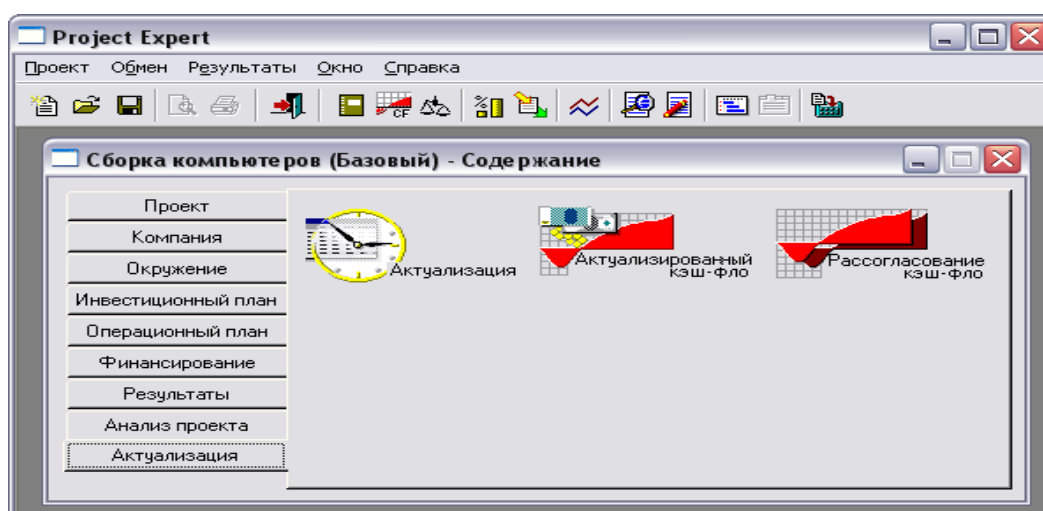 Project Expert
Проект Обмен Результаты Окно Справка
CF
Сборка компьютеров (Базовый) - Содержание
Проект
Компания
Окружение
Инвестиционный план
Операционный план
Финансирование
Результаты
Анализ проекта
Актуализация
Актуализация
Актуализированный
кэш-фло
Рассогласование
кэш-фло